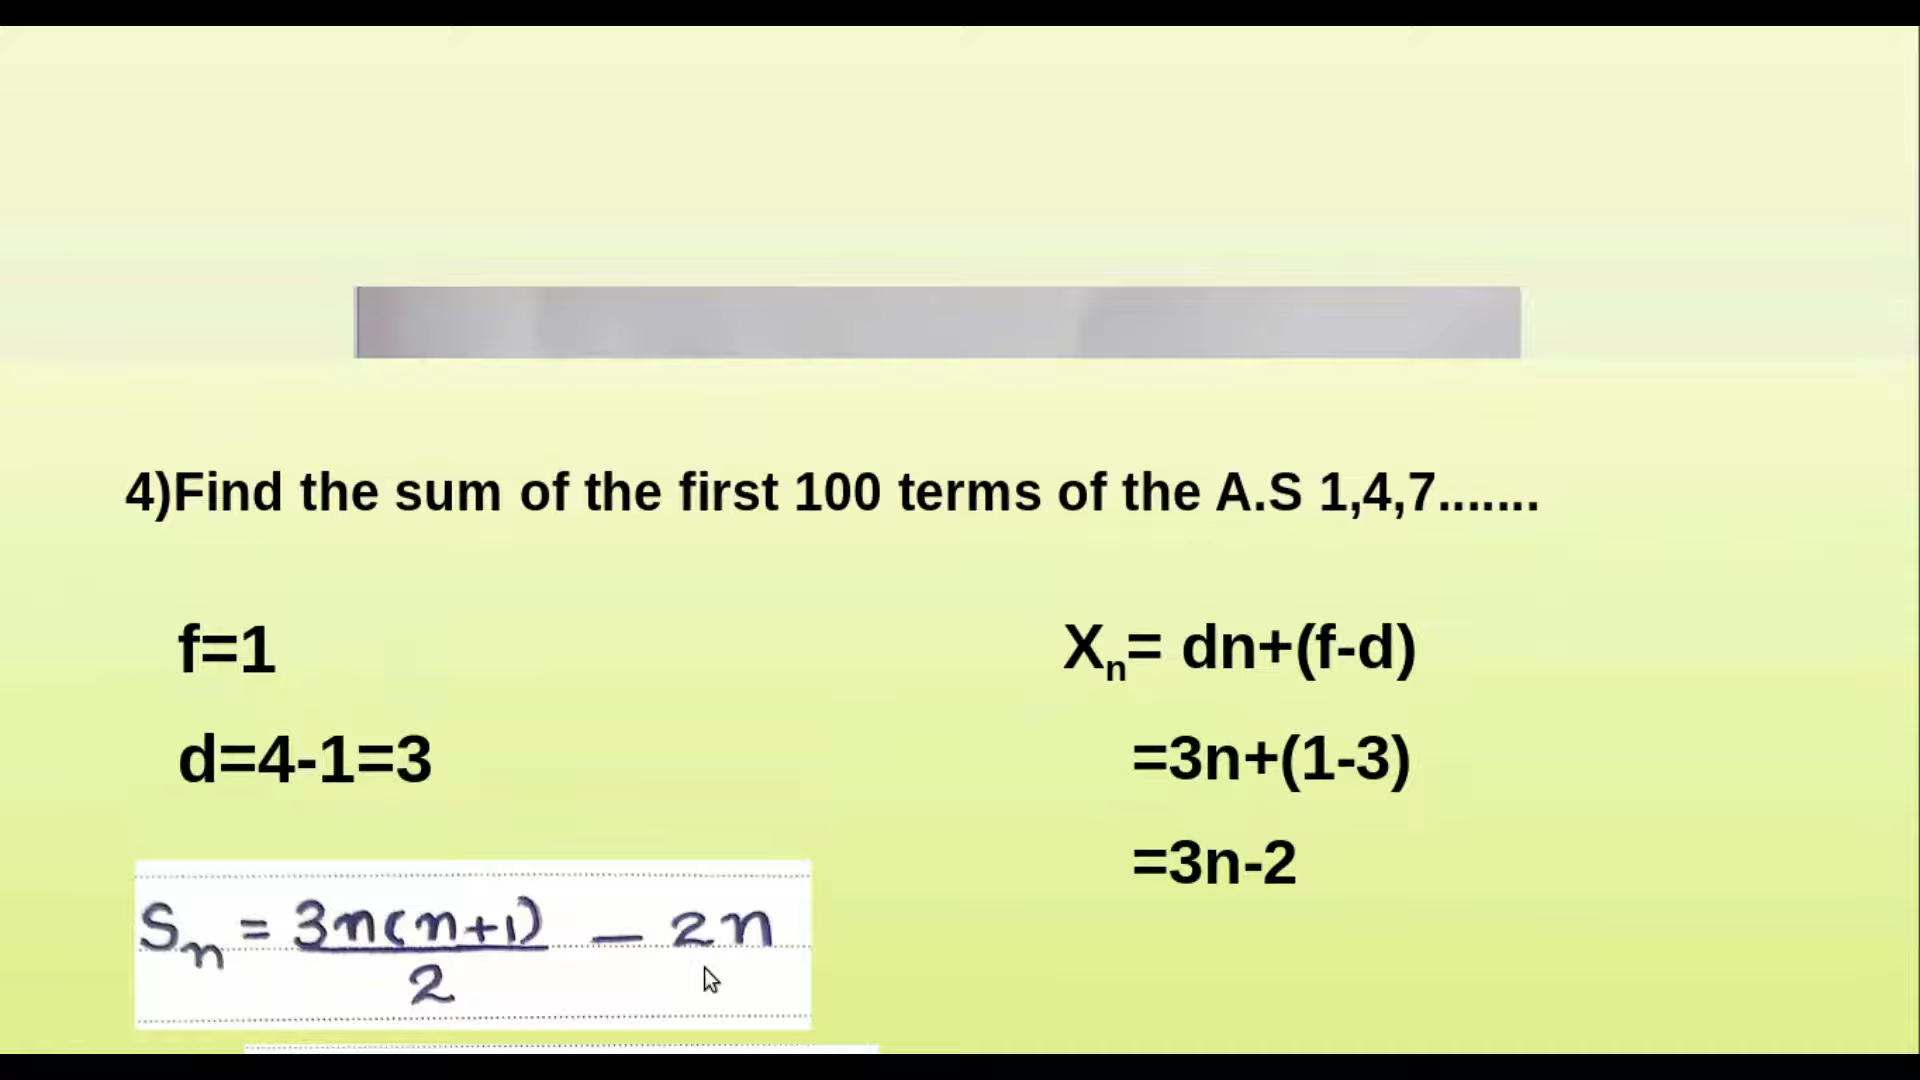 4)Find the sum of the first 100 terms of the A.S 1,4,7.......
f=1
d=4-1=3
Xn= dn+(f-d)
=3n+(1-3)
=3n-2
Sn = 3n(n+1)/2 - 2n